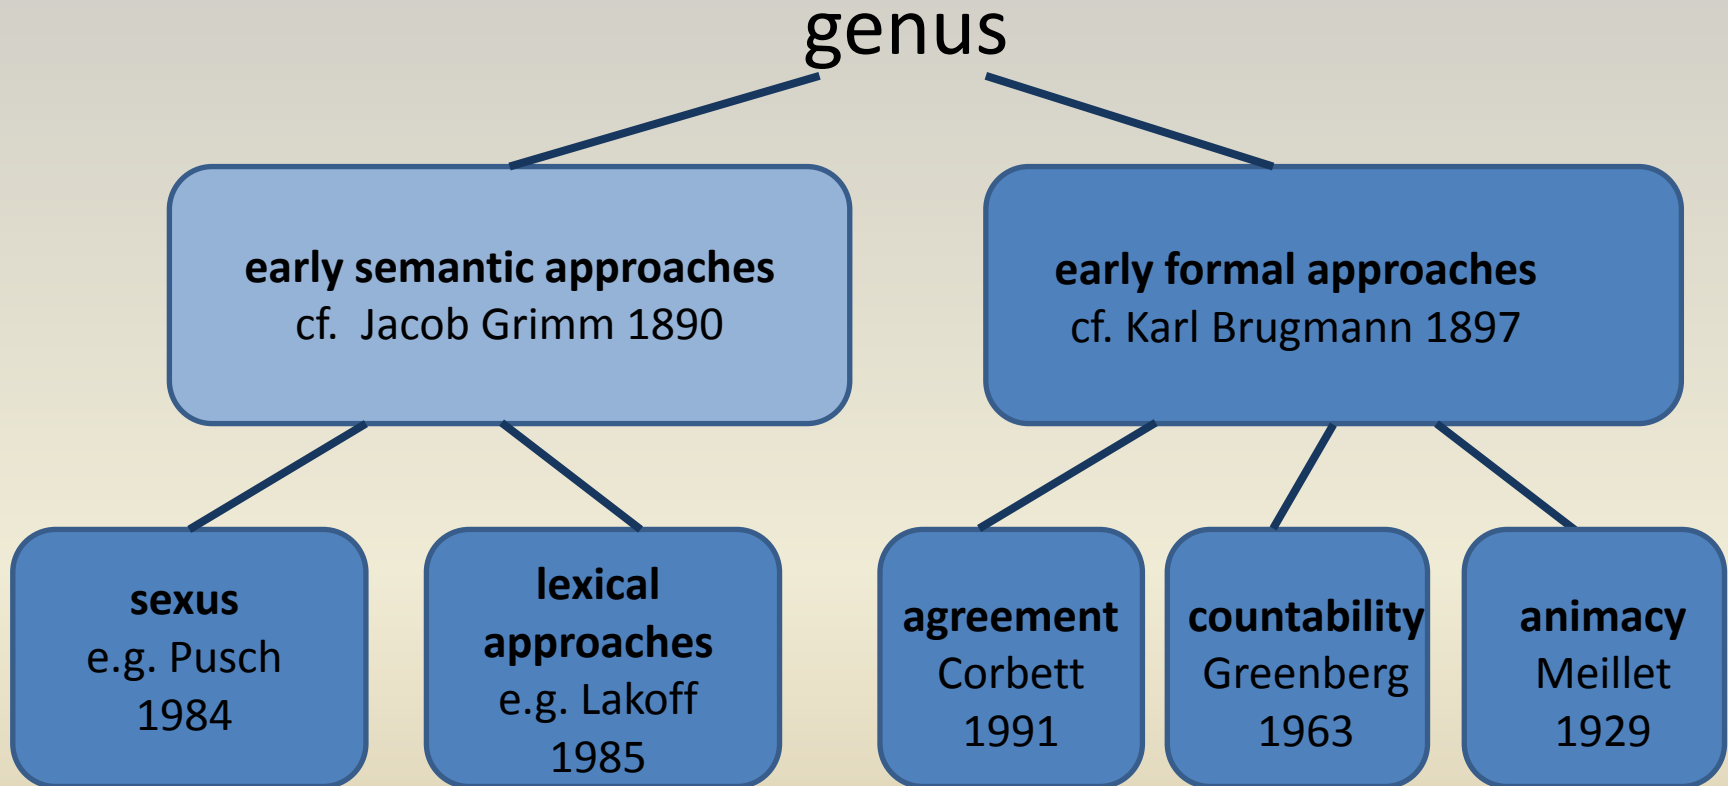 genus
early semantic approaches
cf. Jacob Grimm 1890
early formal approaches
cf. Karl Brugmann 1897
sexus
e.g. Pusch
1984
lexical
approaches
e.g. Lakoff
1985
agreement
Corbett
1991
countability
Greenberg
1963
animacy
Meillet
1929